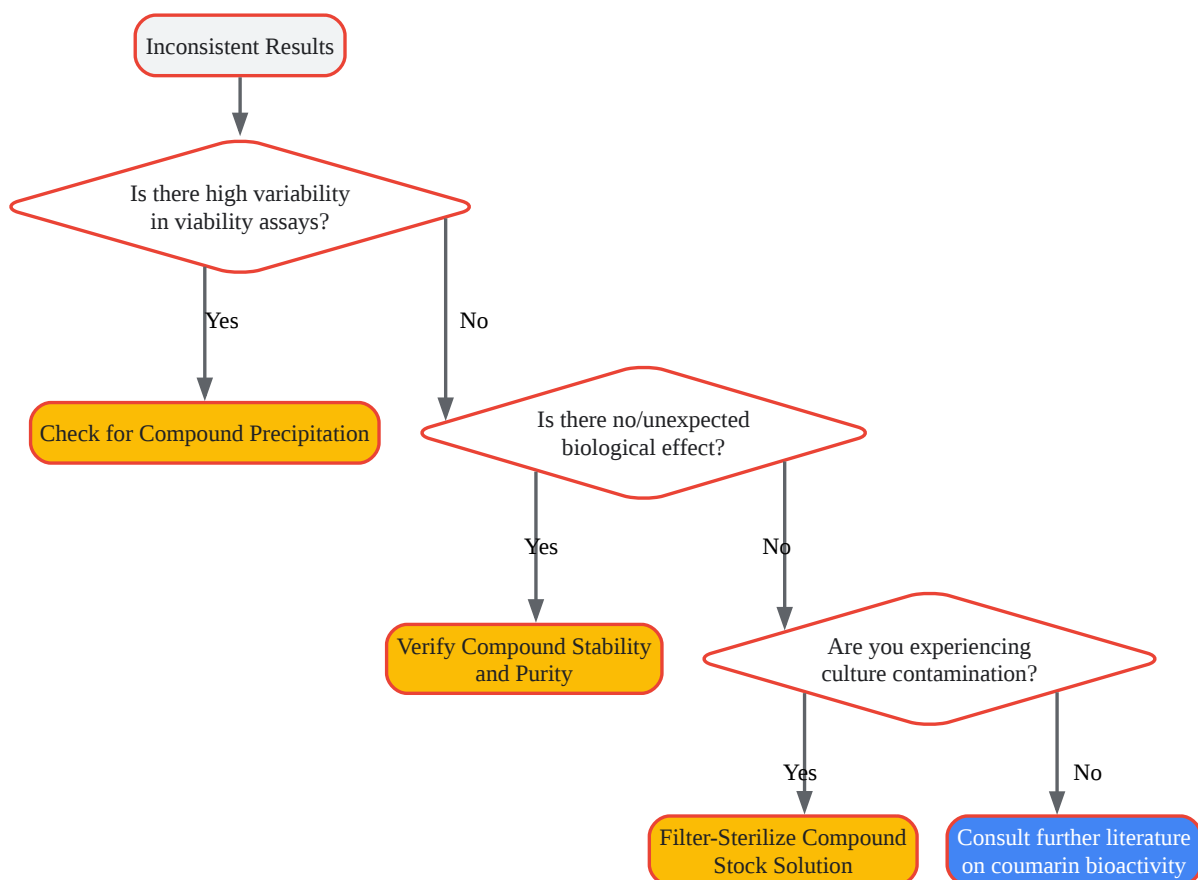 Inconsistent Results
Is there high variability
in viability assays?
Yes
No
Check for Compound Precipitation
Is there no/unexpected
biological effect?
Yes
No
Verify Compound Stability
and Purity
Are you experiencing
culture contamination?
Yes
No
Filter-Sterilize Compound
Stock Solution
Consult further literature
on coumarin bioactivity